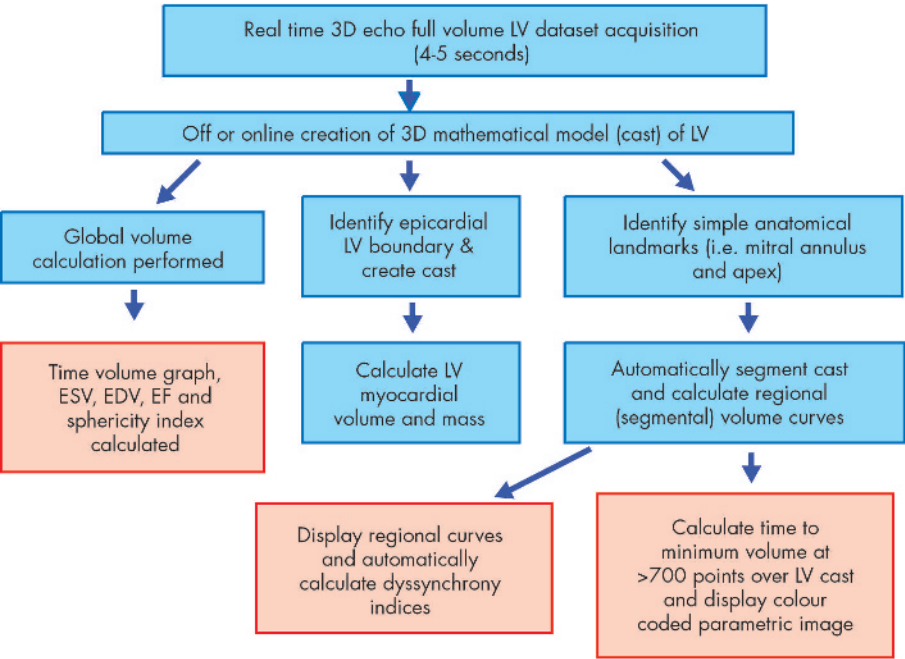 Real time 3D echo full volume LV dataset acquisition
(4-5 seconds)
Off or online creation of 3D mathematical model (cast) of LV
Global volume
calculation performed
Identify epicardial
LV boundary &
create cast
Identify simple anatomical
landmarks (i.e. mitral annulus
and apex)
Time volume graph,
ESV, EDV, EF and
sphericity index
calculated
Calculate LV
myocardial
volume and mass
Automatically segment cast
and calculate regional
(segmental) volume curves
Display regional curves
and automatically
calculate dyssynchrony
indices
Calculate time to
minimum volume at
>700 points over LV cast
and display colour
coded parametric image